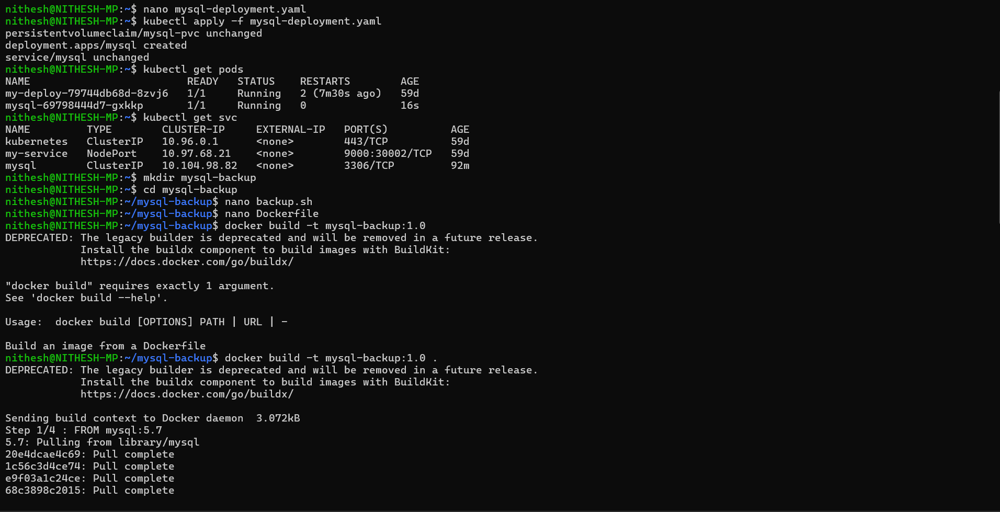 nithesh@NITHESH-MP:~$ nano mysql-deployment.yaml
nithesh@NITHESH-MP:~$ kubectl apply -f mysql-deployment.yaml
persistentvolumeclaim/mysql-pvc unchanged
deployment.apps/mysql created
service/mysql unchanged
nithesh@NITHESH-MP:~$ kubectl get pods
NAME                         READY   STATUS    RESTARTS        AGE
my-deploy-79744db68d-8zvj6   1/1     Running   2 (7m30s ago)   59d
mysql-69798444d7-gxkkp       1/1     Running   0               16s
nithesh@NITHESH-MP:~$ kubectl get svc
NAME         TYPE        CLUSTER-IP     EXTERNAL-IP   PORT(S)          AGE
kubernetes   ClusterIP   10.96.0.1      <none>        443/TCP          59d
my-service   NodePort    10.97.68.21    <none>        9000:30002/TCP   59d
mysql        ClusterIP   10.104.98.82   <none>        3306/TCP         92m
nithesh@NITHESH-MP:~$ mkdir mysql-backup
nithesh@NITHESH-MP:~$ cd mysql-backup
nithesh@NITHESH-MP:~/mysql-backup$ nano backup.sh
nithesh@NITHESH-MP:~/mysql-backup$ nano Dockerfile
nithesh@NITHESH-MP:~/mysql-backup$ docker build -t mysql-backup:1.0
DEPRECATED: The legacy builder is deprecated and will be removed in a future release.
            Install the buildx component to build images with BuildKit:
            https://docs.docker.com/go/buildx/

"docker build" requires exactly 1 argument.
See 'docker build --help'.

Usage:  docker build [OPTIONS] PATH | URL | -

Build an image from a Dockerfile
nithesh@NITHESH-MP:~/mysql-backup$ docker build -t mysql-backup:1.0 .
DEPRECATED: The legacy builder is deprecated and will be removed in a future release.
            Install the buildx component to build images with BuildKit:
            https://docs.docker.com/go/buildx/

Sending build context to Docker daemon  3.072kB
Step 1/4 : FROM mysql:5.7
5.7: Pulling from library/mysql
20e4dcae4c69: Pull complete
1c56c3d4ce74: Pull complete
e9f03a1c24ce: Pull complete
68c3898c2015: Pull complete